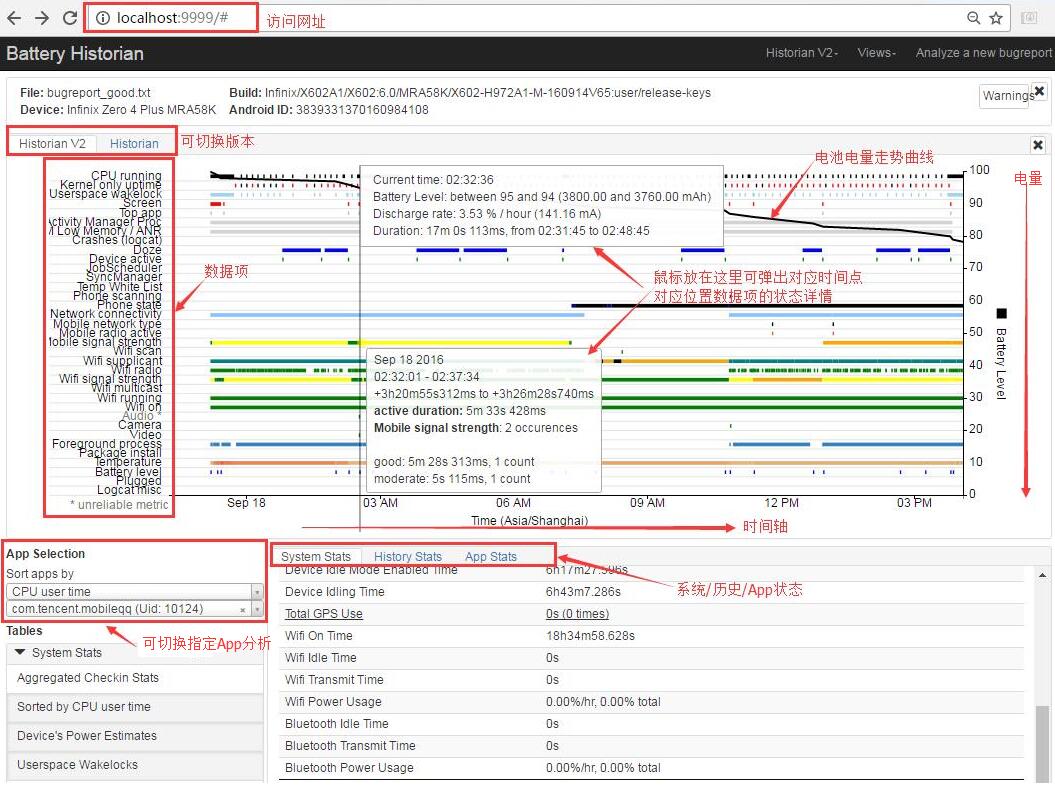 localhost:9999/#
访问网址
Battery Historian
Historian V2
Views
Analyze a new bugreport
File: bugreport_good.txt
Build: Infinix/X602A1/X602:6.0/MRA58K/X602-H972A1-M-160914V65:user/release-keys
Device: Infinix Zero 4 Plus MRA58K
Android ID: 3839331370160984108
Warnings
Historian V2
Historian
可切换版本
CPU running
Kernel only uptime
Userspace wakelock
Screen
Top app
Activity Manager Proc
/I Low Memory / ANR
Crashes (logcat)
Doze
Device active
JobScheduler
SyncManager
Temp White List
Phone scanning
Phone state
Network connectivity
Mobile network type
Mobile radio active
Mobile signal strength
Wifi scan
Wifi supplicant
Wifi radio
Wifi signal strength
Wifi multicast
Wifi running
Wifi on
Audio *
Camera
Video
Foreground process
Package install
Temperature
Battery level
Plugged
Logcat misc
* unreliable metric
数据项
Current time: 02:32:36
Battery Level: between 95 and 94 (3800.00 and 3760.00 mAh)
Discharge rate: 3.53 % / hour (141.16 mA)
Duration: 17m 0s 113ms, from 02:31:45 to 02:48:45
电池电量走势曲线
电量
鼠标放在这里可弹出对应时间点
对应位置数据项的状态详情
Sep 18 2016
02:32:01 - 02:37:34
+3h20m55s312ms to +3h26m28s740ms
active duration: 5m 33s 428ms
Mobile signal strength: 2 occurences
good: 5m 28s 313ms, 1 count
moderate: 5s 115ms, 1 count
100
90
80
70
60
50
40
30
20
10
0
Battery Level
Sep 18
03 AM
06 AM
09 AM
12 PM
03 PM
Time (Asia/Shanghai)
时间轴
App Selection
Sort apps by
CPU user time
com.tencent.mobileqq (Uid: 10124)
可切换指定App分析
Tables
System Stats
Aggregated Checkin Stats
Sorted by CPU user time
Device's Power Estimates
Userspace Wakelocks
System Stats
History Stats
App Stats
系统/历史/App状态
Device Idle Mode Enabled Time
6h17m27.596s
Device Idling Time
6h43m7.286s
Total GPS Use
0s (0 times)
Wifi On Time
18h34m58.628s
Wifi Idle Time
0s
Wifi Transmit Time
0s
Wifi Power Usage
0.00%/hr, 0.00% total
Bluetooth Idle Time
0s
Bluetooth Transmit Time
0s
Bluetooth Power Usage
0.00%/hr, 0.00% total